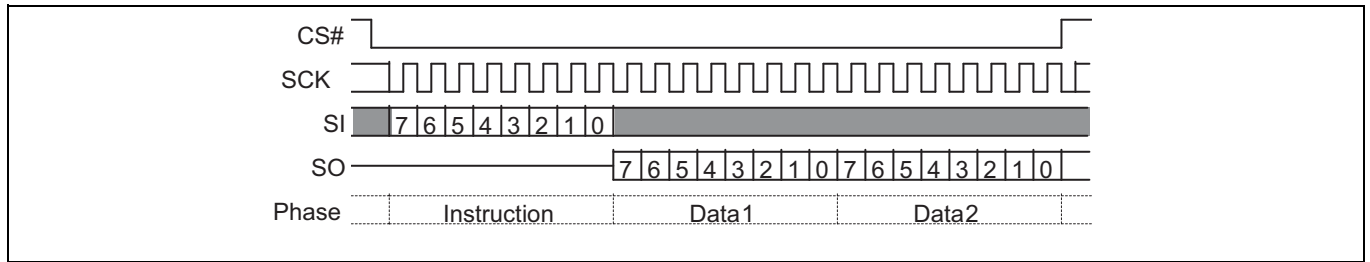 CS#
SCK
SI 7 6 5 4 3 2 1 0
SO 7 6 5 4 3 2 1 0 7 6 5 4 3 2 1 0
Phase Instruction Data1 Data2